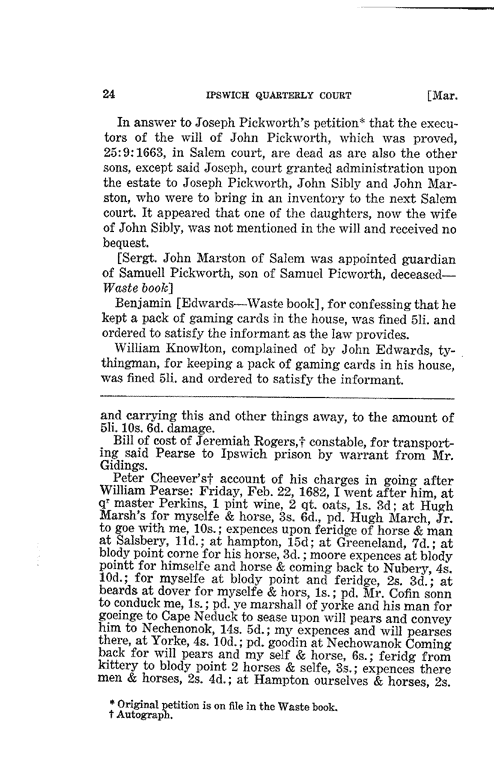 24 IPSWICH QUARTERLY COURT [Mar.
In answer to Joseph Pickworth's petition* that the execu-
tors of the will of John Pickworth, which was proved,
25:9:1663, in Salem court, are dead as are also the other
sons, except said Joseph, court granted administration upon
the estate to Joseph Pickworth, John Sibly and John Mar-
ston, who were to bring in an inventory to the next Salem
court. It appeared that one of the daughters, now the wife
of John Sibly, was not mentioned in the will and received no
bequest.
[Sergt. John Marston of Salem was appointed guardian
of Samuell Pickworth, son of Samuel Picworth, deceased—
Waste book]
Benjamin [Edwards—Waste book], for confessing that he
kept a pack of gaming cards in the house, was fined 5li. and
ordered to satisfy the informant as the law provides.
William Knowlton, complained of by John Edwards, ty-
thingman, for keeping a pack of gaming cards in his house,
was fined 5li. and ordered to satisfy the informant.
and carrying this and other things away, to the amount of
5li. 10s. 6d. damage.
Bill of cost of Jeremiah Rogers,† constable, for transport-
ing said Pearse to Ipswich prison by warrant from Mr.
Gidings.
Peter Cheever's† account of his charges in going after
William Pearse: Friday, Feb. 22, 1682, I went after him, at
qr master Perkins, 1 pint wine, 2 qt. oats, 1s. 3d; at Hugh
Marsh's for myselfe & horse, 3s. 6d., pd. Hugh March, Jr.
to goe with me, 10s.; expences upon feridge of horse & man
at Salsbery, 11d.; at hampton, 15d; at Greeneland, 7d.; at
blody point corne for his horse, 3d.; moore expences at blody
pointt for himselfe and horse & coming back to Nubery, 4s.
10d.; for myselfe at blody point and feridge, 2s. 3d.; at
beards at dover for myselfe & hors, 1s.; pd. Mr. Cofin sonn
to conduct me, 1s.; pd. ye marshall of yorke and his man for
goeinge to Cape Neduck to sease upon will pears and convey
him to Nechenonok, 14s. 5d.; my expences and will pearses
there, at Yorke, 4s. 10d.; pd. goodin at Nechowanok Coming
back for will pears and my self & horse, 6s.; feridg from
kittery to blody point 2 horses & selfe, 3s.; expences there
men & horses, 2s. 4d.; at Hampton ourselves & horses, 2s.
* Original petition is on file in the Waste book.
† Autograph.